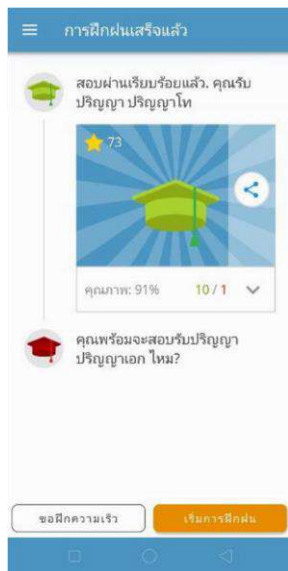 การฝึกฝนเสร็จแล้ว
สอบผ่านเรียบร้อยแล้ว. คุณรับ
ปริญญา ปริญญาโท
73
คุณภาพ: 91% 10 / 1
คุณพร้อมจะสอบรับปริญญา
ปริญญาเอก ไหม?
ขอฝึกความเร็ว เริ่มการฝึกฝน